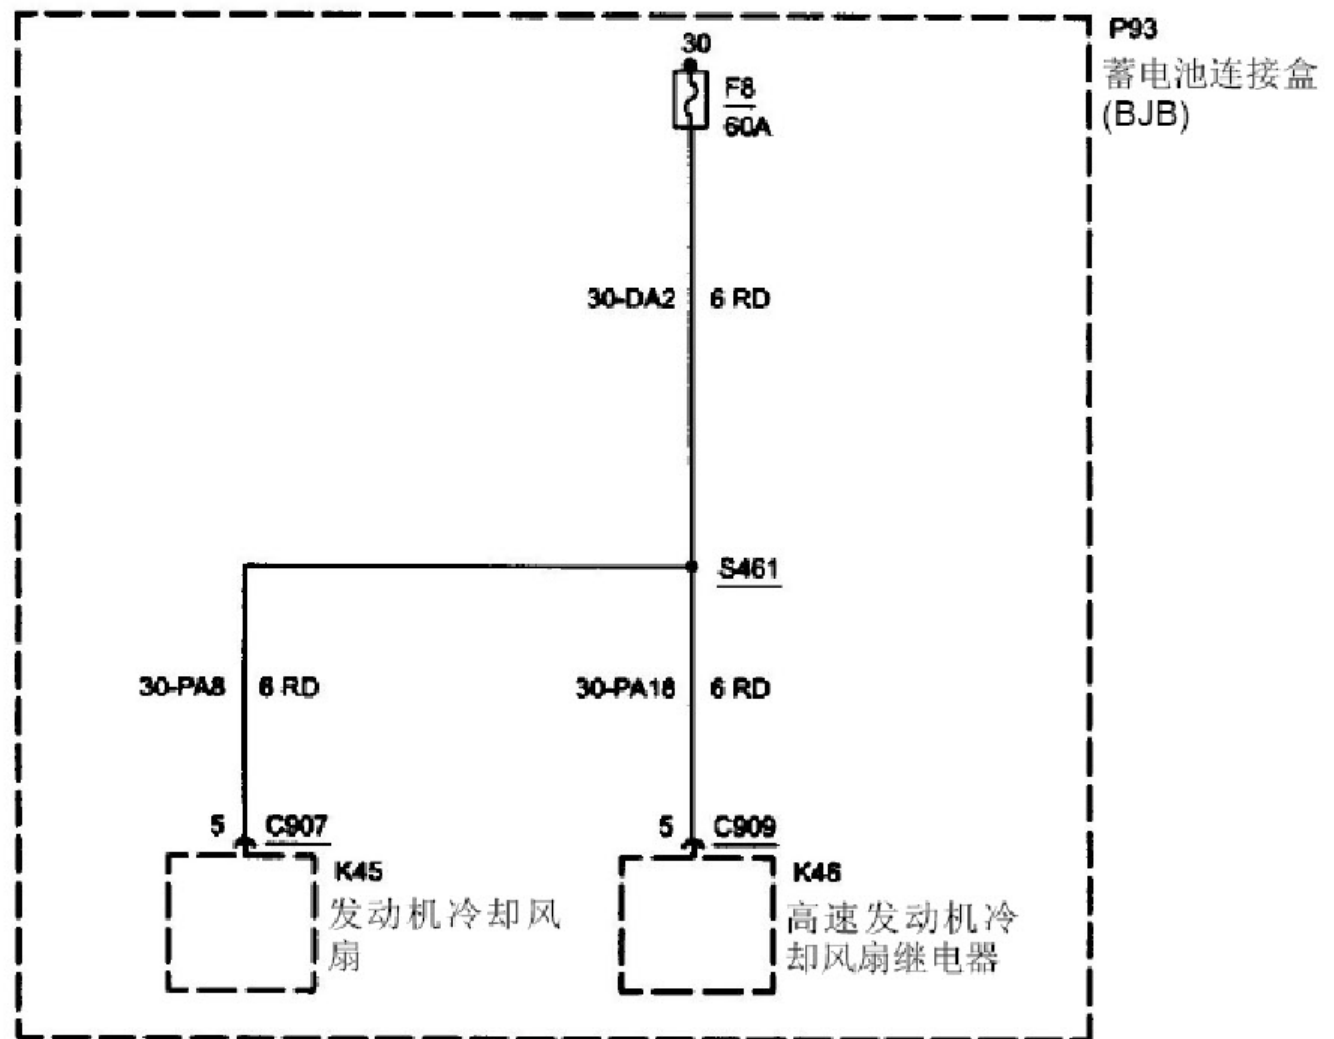 P93
蓄电池连接盒
(BJB)
30
F8
60A
30-DA2
6 RD
S461
30-PA8
6 RD
30-PA18
6 RD
5
C907
5
C909
K45
发动机冷却风
扇
K46
高速发动机冷
却风扇继电器